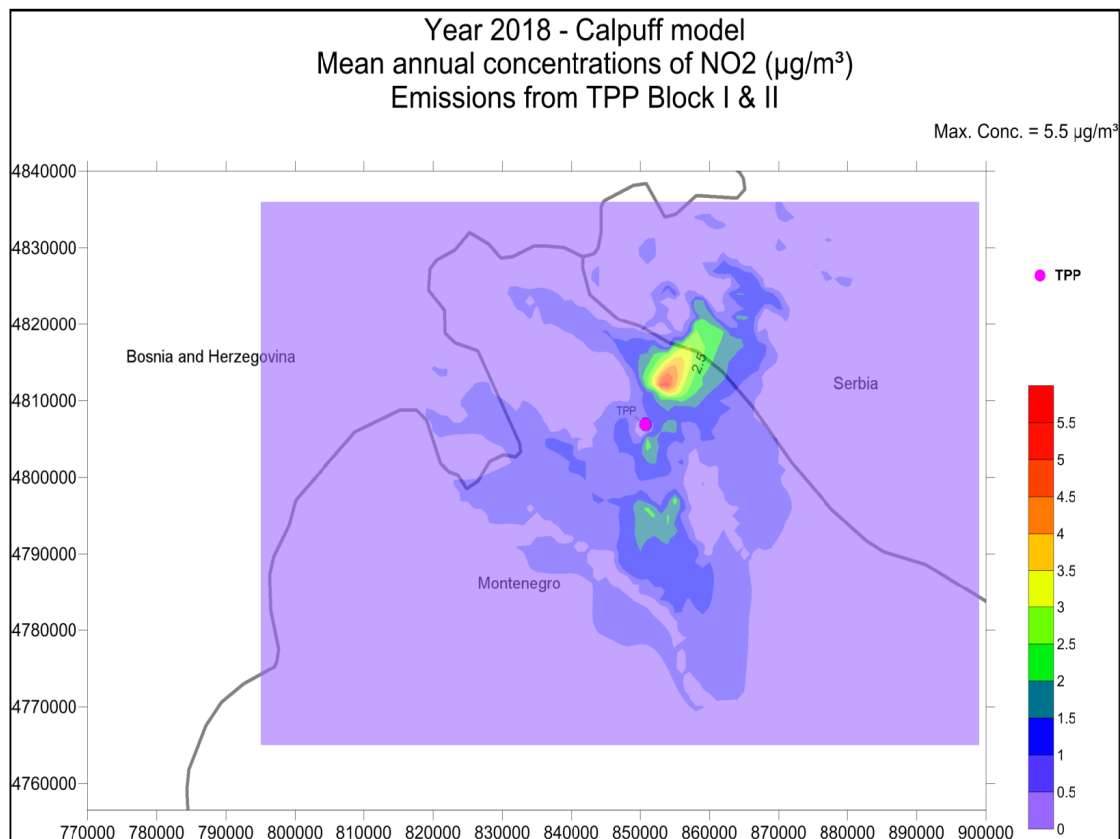 Year 2018 - Calpuff model
Mean annual concentrations of NO2 (µg/m³)
Emissions from TPP Block I & II
Max. Conc. = 5.5 µg/m³
4840000
4830000
4820000
4810000
4800000
4790000
4780000
4770000
4760000
770000 780000 790000 800000 810000 820000 830000 840000 850000 860000 870000 880000 890000 900000
Bosnia and Herzegovina
2.5
Serbia
TPP
Montenegro
TPP
5.5
5
4.5
4
3.5
3
2.5
2
1.5
1
0.5
0